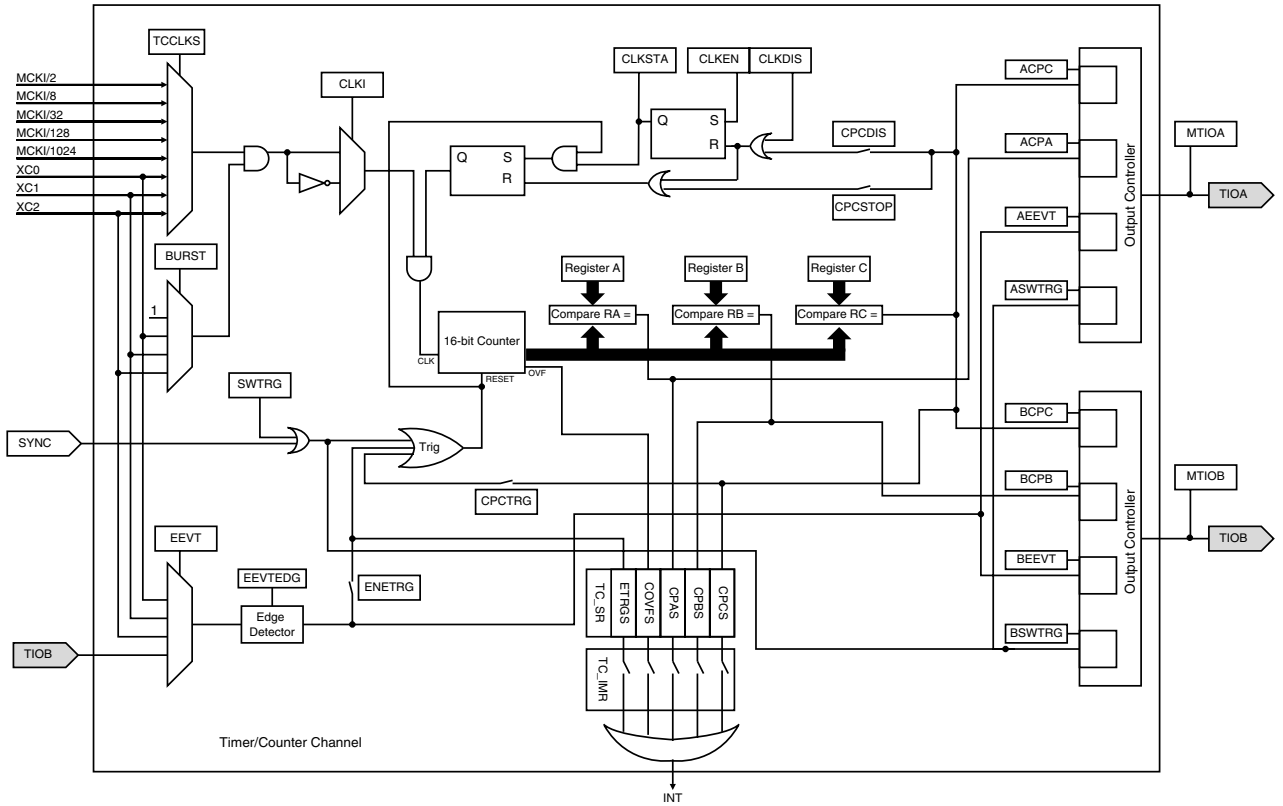 TCCLKS
MCKI/2
MCKI/8
MCKI/32
MCKI/128
MCKI/1024
XC0
XC1
XC2
CLKI
CLKSTA
CLKEN
CLKDIS
Q
S
R
Q
S
R
CPCDIS
CPCSTOP
BURST
1
Register A
Register B
Register C
Compare RA =
Compare RB =
Compare RC =
16-bit Counter
CLK
RESET
OVF
SWTRG
SYNC
Trig
CPCTRG
EEVT
EEVTEDG
Edge
Detector
ENETRG
TIOB
TC_SR
ETRGS
COVFS
CPAS
CPBS
CPCS
TC_IMR
INT
Timer/Counter Channel
ACPC
ACPA
AEEVT
ASWTRG
Output Controller
MTIOA
TIOA
BCPC
BCPB
BEEVT
BSWTRG
Output Controller
MTIOB
TIOB